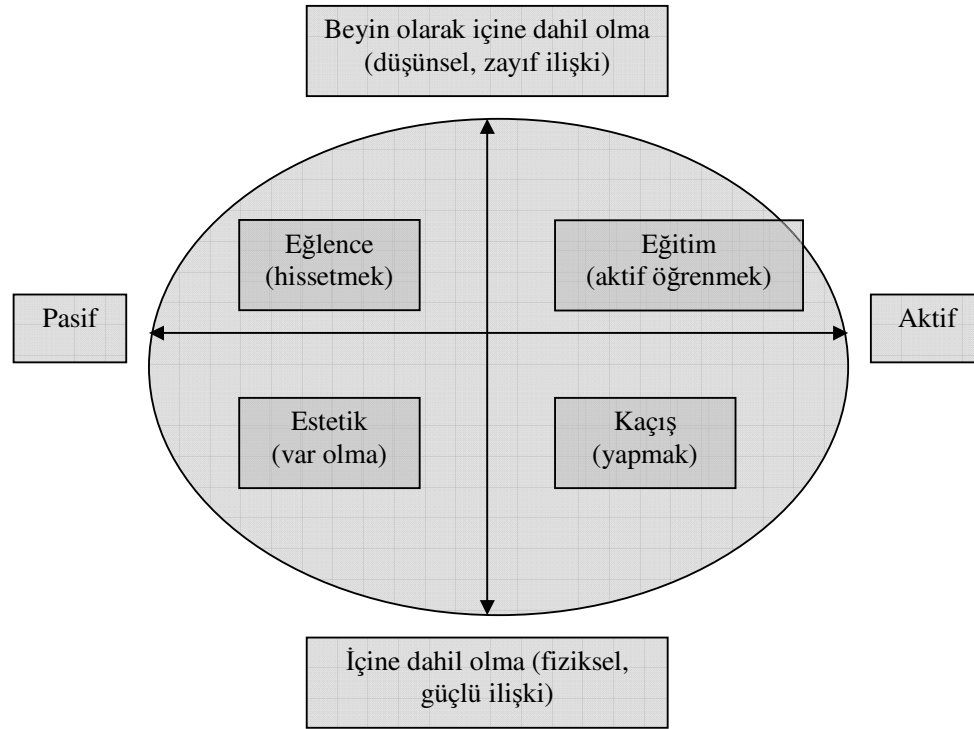 Beyin olarak içine dahil olma
(düşünsel, zayıf ilişki)
Eğlence
(hissetmek)
Eğitim
(aktif öğrenmek)
Pasif
Aktif
Estetik
(var olma)
Kaçış
(yapmak)
İçine dahil olma (fiziksel,
güçlü ilişki)